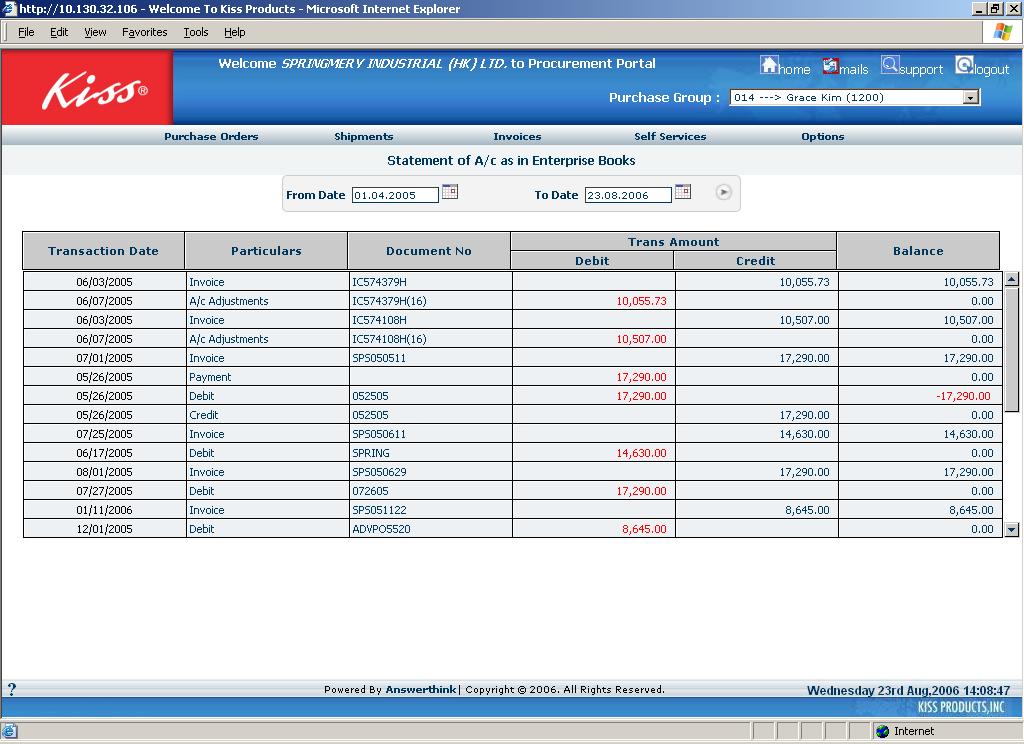 http://10.130.32.106 - Welcome To Kiss Products - Microsoft Internet Explorer
File Edit View Favorites Tools Help
Kiss®
Welcome SPRINGMERY INDUSTRIAL (HK) LTD. to Procurement Portal
home mails support logout
Purchase Group : 014 ---> Grace Kim (1200)
Purchase Orders Shipments Invoices Self Services Options
Statement of A/c as in Enterprise Books
From Date 01.04.2005 To Date 23.08.2006
Transaction Date Particulars Document No Trans Amount Balance
Debit Credit
06/03/2005 Invoice IC574379H 10,055.73 10,055.73
06/07/2005 A/c Adjustments IC574379H(16) 10,055.73 0.00
06/03/2005 Invoice IC574108H 10,507.00 10,507.00
06/07/2005 A/c Adjustments IC574108H(16) 10,507.00 0.00
07/01/2005 Invoice SPS050511 17,290.00 17,290.00
05/26/2005 Payment 17,290.00 0.00
05/26/2005 Debit 052505 17,290.00 -17,290.00
05/26/2005 Credit 052505 17,290.00 0.00
07/25/2005 Invoice SPS050611 14,630.00 14,630.00
06/17/2005 Debit SPRING 14,630.00 0.00
08/01/2005 Invoice SPS050629 17,290.00 17,290.00
07/27/2005 Debit 072605 17,290.00 0.00
01/11/2006 Invoice SPS051122 8,645.00 8,645.00
12/01/2005 Debit ADVPO5520 8,645.00 0.00
? Powered By Answerthink | Copyright © 2006. All Rights Reserved. Wednesday 23rd Aug,2006 14:08:47
KISS PRODUCTS,INC
Internet